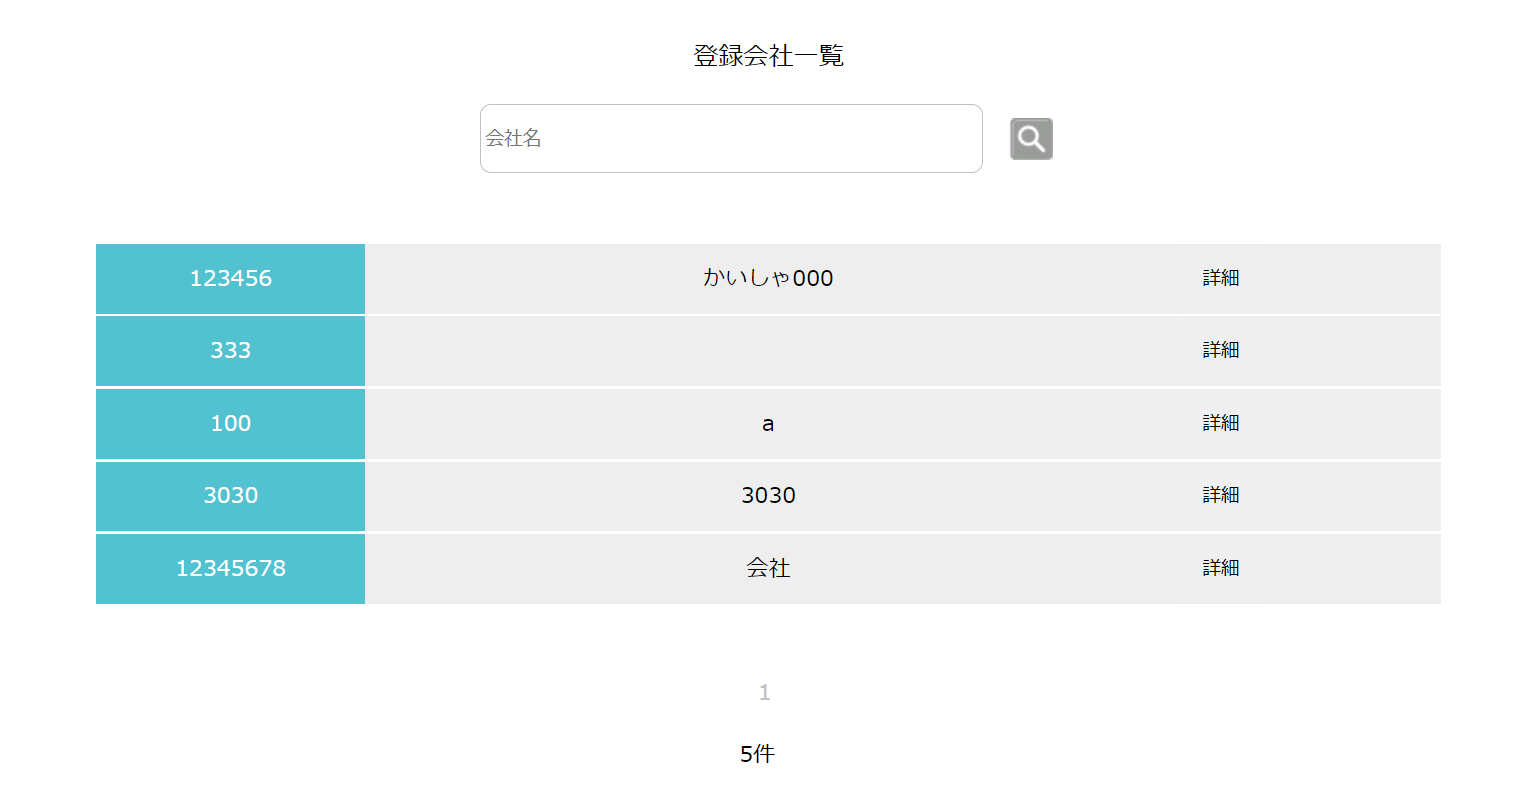 登録会社一覧
会社名
123456 かいしゃ000 詳細
333 詳細
100 a 詳細
3030 3030 詳細
12345678 会社 詳細
1
5件